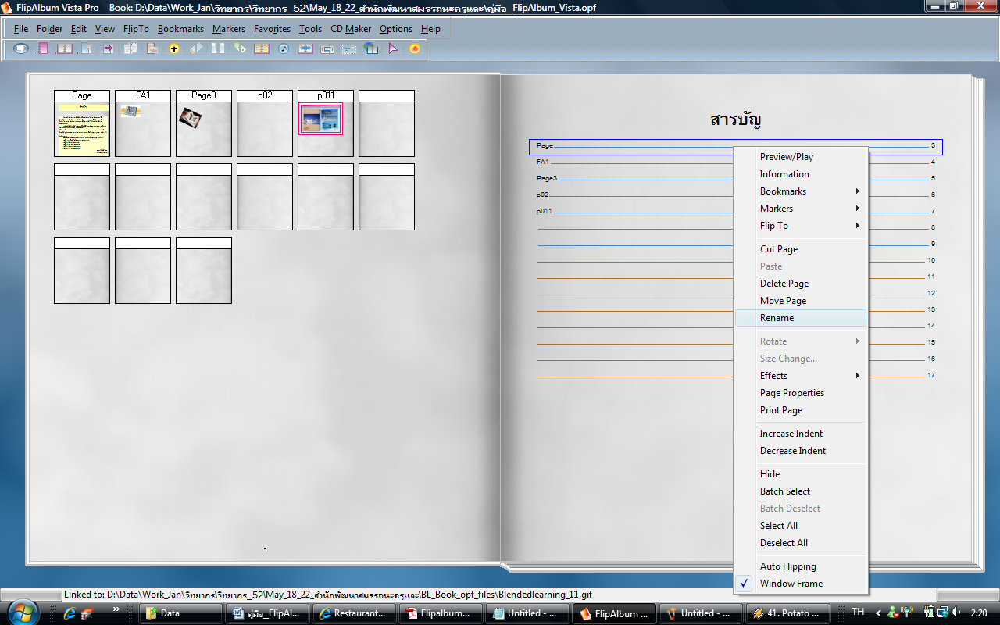 FlipAlbum Vista Pro Book: D:\Data\Work_Jan\วิทยากร\วิทยากร_52\May_18_22_สำนักพัฒนาสมรรถนะครูและ\คู่มือ_FlipAlbum_Vista.opf
File Folder Edit View FlipTo Bookmarks Markers Favorites Tools CD Maker Options Help
Page FA1 Page3 p02 p011
สารบัญ
Page 3
FA1 4
Page3 5
p02 6
p011 7
8
9
10
11
12
13
14
15
16
17
Preview/Play
Information
Bookmarks
Markers
Flip To
Cut Page
Paste
Delete Page
Move Page
Rename
Rotate
Size Change...
Effects
Page Properties
Print Page
Increase Indent
Decrease Indent
Hide
Batch Select
Batch Deselect
Select All
Deselect All
Auto Flipping
Window Frame
1
Linked to: D:\Data\Work_Jan\วิทยากร\วิทยากร_52\May_18_22_สำนักพัฒนาสมรรถนะครูและ\BL_Book_opf_files\Blendedlearning_11.gif
Data คู่มือ_FlipAl... Restaurant... Flipalbum... Untitled - ... FlipAlbum ... Untitled - ... 41. Potato ... TH 2:20